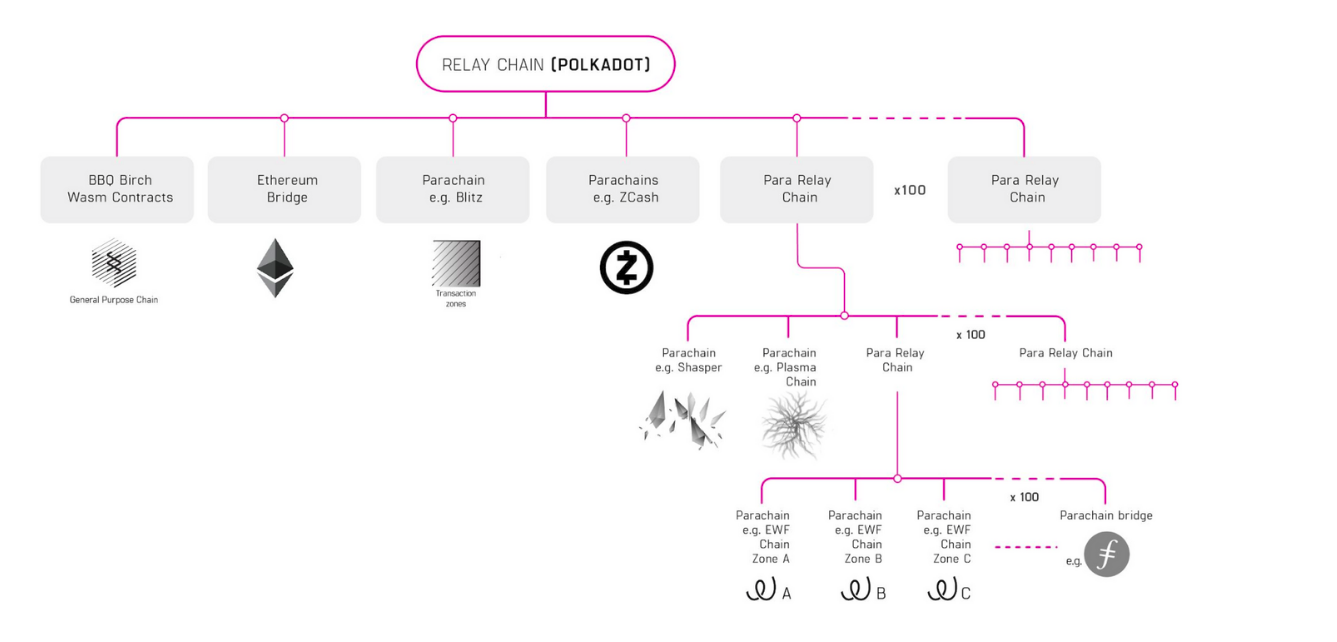 RELAY CHAIN (POLKADOT)
BBQ Birch
Wasm Contracts
Ethereum
Bridge
Parachain
e.g. Blitz
Parachains
e.g. ZCash
Para Relay
Chain
x100
Para Relay
Chain
General Purpose Chain
Transaction
zones
x 100
Parachain
e.g. Shasper
Parachain
e.g. Plasma
Chain
Para Relay
Chain
Para Relay Chain
x 100
Parachain
e.g. EWF
Chain
Zone A
Parachain
e.g. EWF
Chain
Zone B
Parachain
e.g. EWF
Chain
Zone C
Parachain bridge
e.g.
A
B
C